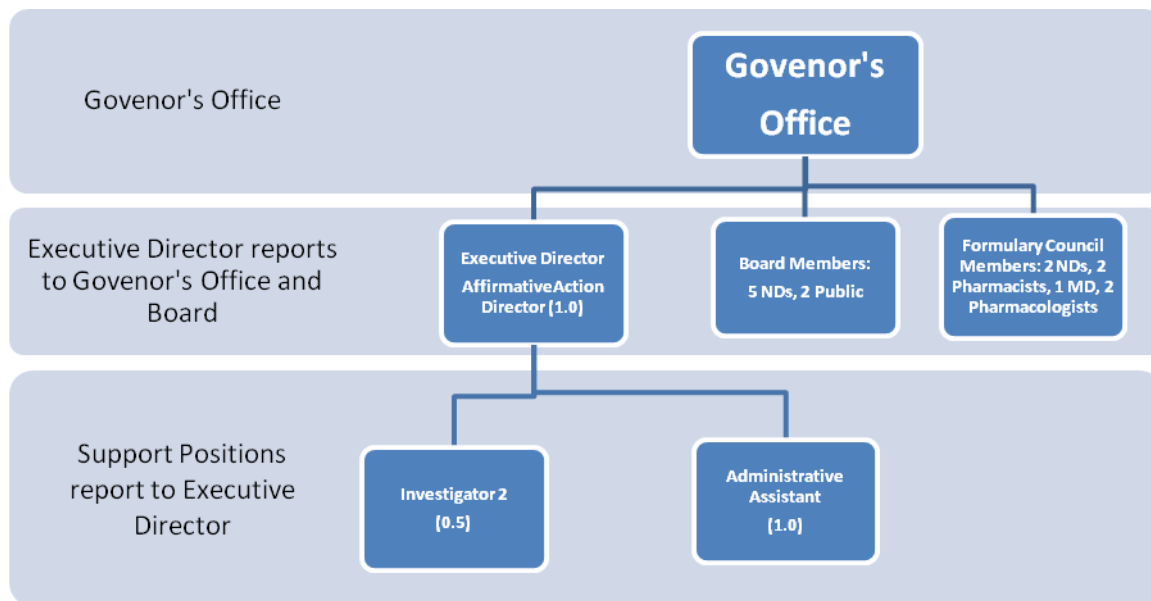 Govenor's Office
Govenor's
Office
Executive Director reports
to Govenor's Office and
Board
Executive Director
AffirmativeAction
Director (1.0)
Board Members:
5 NDs, 2 Public
Formulary Council
Members: 2 NDs, 2
Pharmacists, 1 MD, 2
Pharmacologists
Support Positions
report to Executive
Director
Investigator 2
(0.5)
Administrative
Assistant
(1.0)